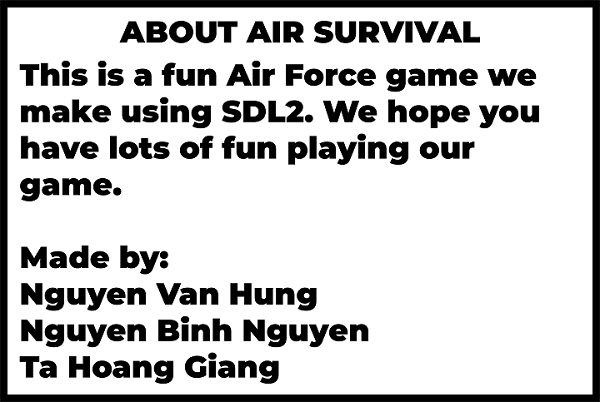 ABOUT AIR SURVIVAL
This is a fun Air Force game we
make using SDL2. We hope you
have lots of fun playing our
game.
Made by:
Nguyen Van Hung
Nguyen Binh Nguyen
Ta Hoang Giang